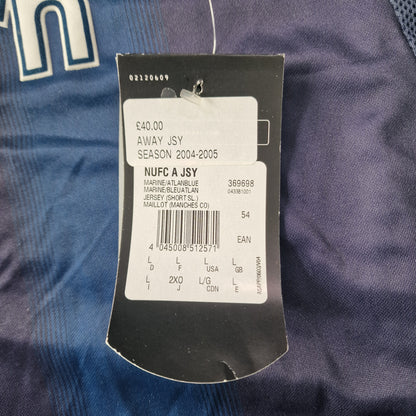 02120609
£40.00
AWAY JSY
SEASON 2004-2005
NUFC A JSY
MARINE/ATLANBLUE 369698
MARINE/BLEUATLAN 043361001
JERSEY (SHORT SL.)
MAILLOT (MANCHES CO) 54
EAN
4 045008 512571
L L L L
D F USA GB
L 2XO L/G L
I J CDN E